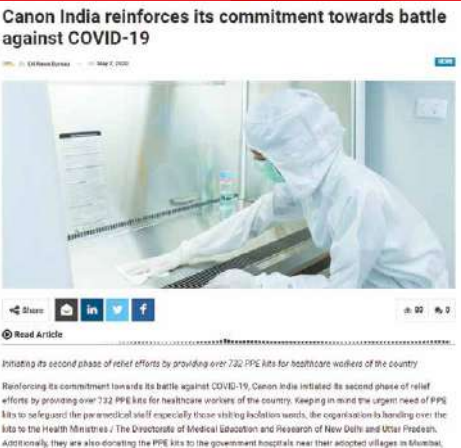 Canon India reinforces its commitment towards battle
against COVID-19
By EH News Bureau
May 2, 2020
NEWS
Share
Read Article
Initiating its second phase of relief efforts by providing over 732 PPE kits for healthcare workers of the country
Reinforcing its commitment towards its battle against COVID-19, Canon India initiated its second phase of relief
efforts by providing over 732 PPE kits for healthcare workers of the country. Keeping in mind the urgent need of PPE
kits to safeguard the paramedical staff especially those visiting isolation wards, the organisation is handing over the
kits to the Health Ministries / The Directorate of Medical Education and Research of New Delhi and Uttar Pradesh.
Additionally, they are also donating the PPE kits to the government hospitals near their adopted villages in Mumbai,